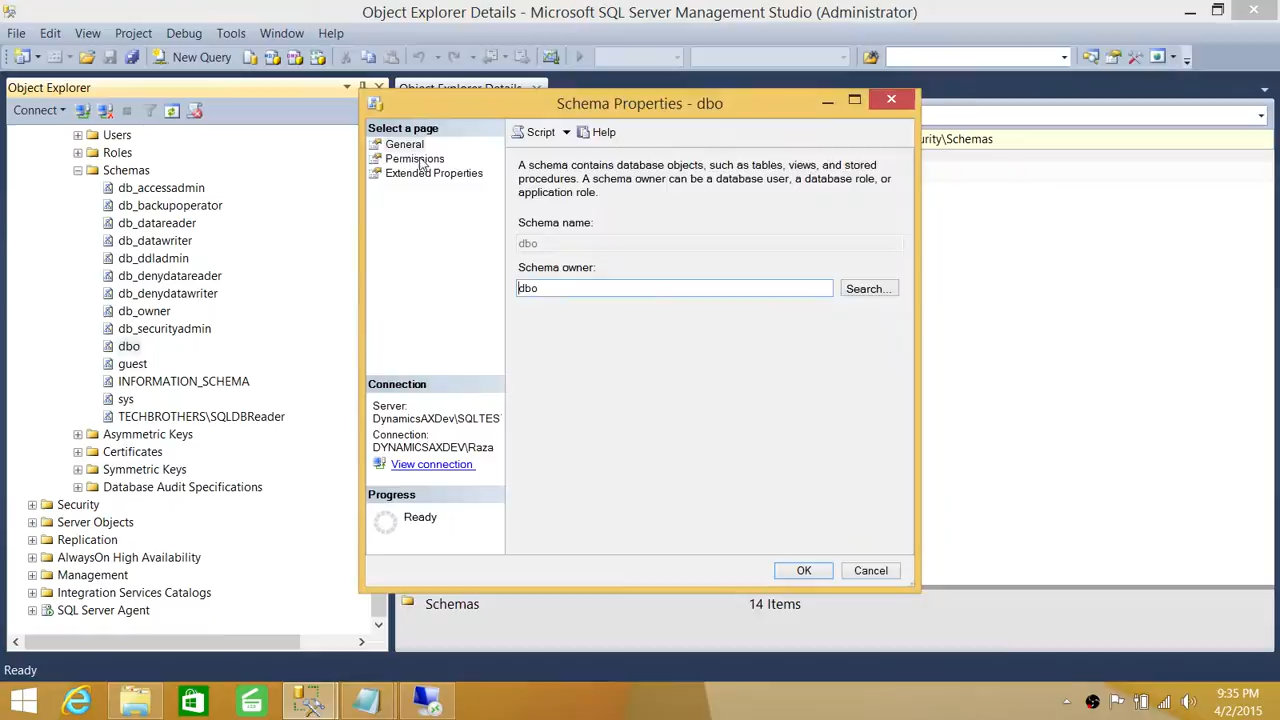 Object Explorer Details - Microsoft SQL Server Management Studio (Administrator)
File Edit View Project Debug Tools Window Help
New Query
Object Explorer
Object Explorer Details
Connect
urity\Schemas
Users
Roles
Schemas
db_accessadmin
db_backupoperator
db_datareader
db_datawriter
db_ddladmin
db_denydatareader
db_denydatawriter
db_owner
db_securityadmin
dbo
guest
INFORMATION_SCHEMA
sys
TECHBROTHERS\SQLDBReader
Asymmetric Keys
Certificates
Symmetric Keys
Database Audit Specifications
Security
Server Objects
Replication
AlwaysOn High Availability
Management
Integration Services Catalogs
SQL Server Agent
Schema Properties - dbo
Select a page
General
Permissions
Extended Properties
Script Help
A schema contains database objects, such as tables, views, and stored
procedures. A schema owner can be a database user, a database role, or
application role.
Schema name:
dbo
Schema owner:
dbo
Search...
Connection
Server:
DynamicsAXDev\SQLTES
Connection:
DYNAMICSAXDEV\Raza
View connection
Progress
Ready
OK Cancel
Schemas 14 Items
Ready
9:35 PM
4/2/2015